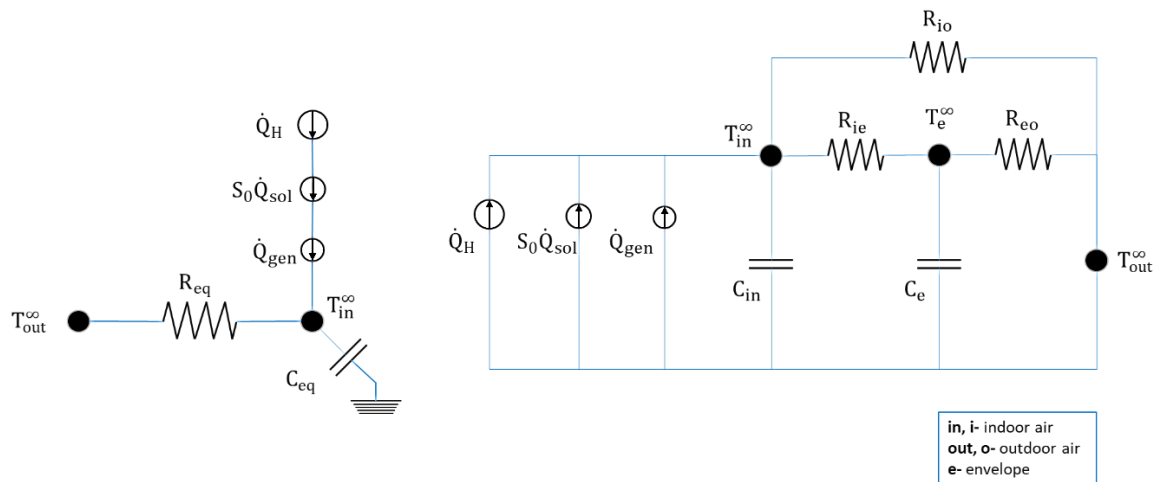 Q̇H
S0Q̇sol
Q̇gen
Req
T∞out
T∞in
Ceq
Rio
T∞in
Rie
T∞e
Reo
Q̇H
S0Q̇sol
Q̇gen
Cin
Ce
T∞out
in, i- indoor air
out, o- outdoor air
e- envelope